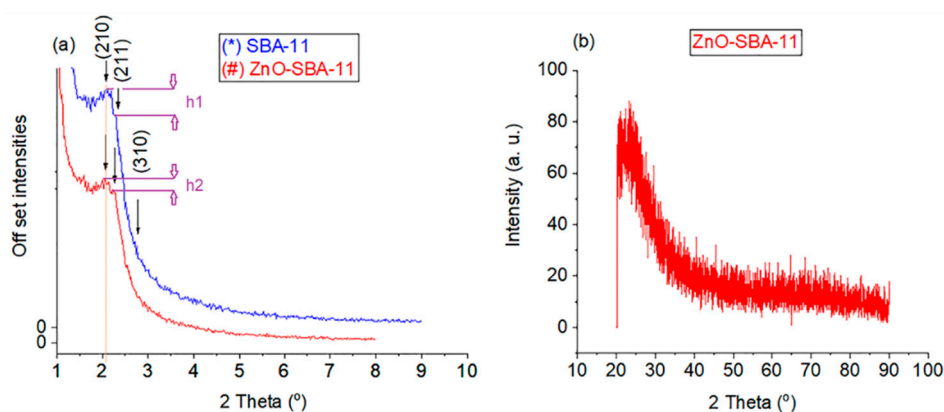 (a)
(*) SBA-11
(#) ZnO-SBA-11
(210)
(211)
(310)
h1
h2
Off set intensities
0
0
1 2 3 4 5 6 7 8 9 10
2 Theta (º)
(b)
ZnO-SBA-11
100
80
60
40
20
0
Intensity (a. u.)
10 20 30 40 50 60 70 80 90 100
2 Theta (º)